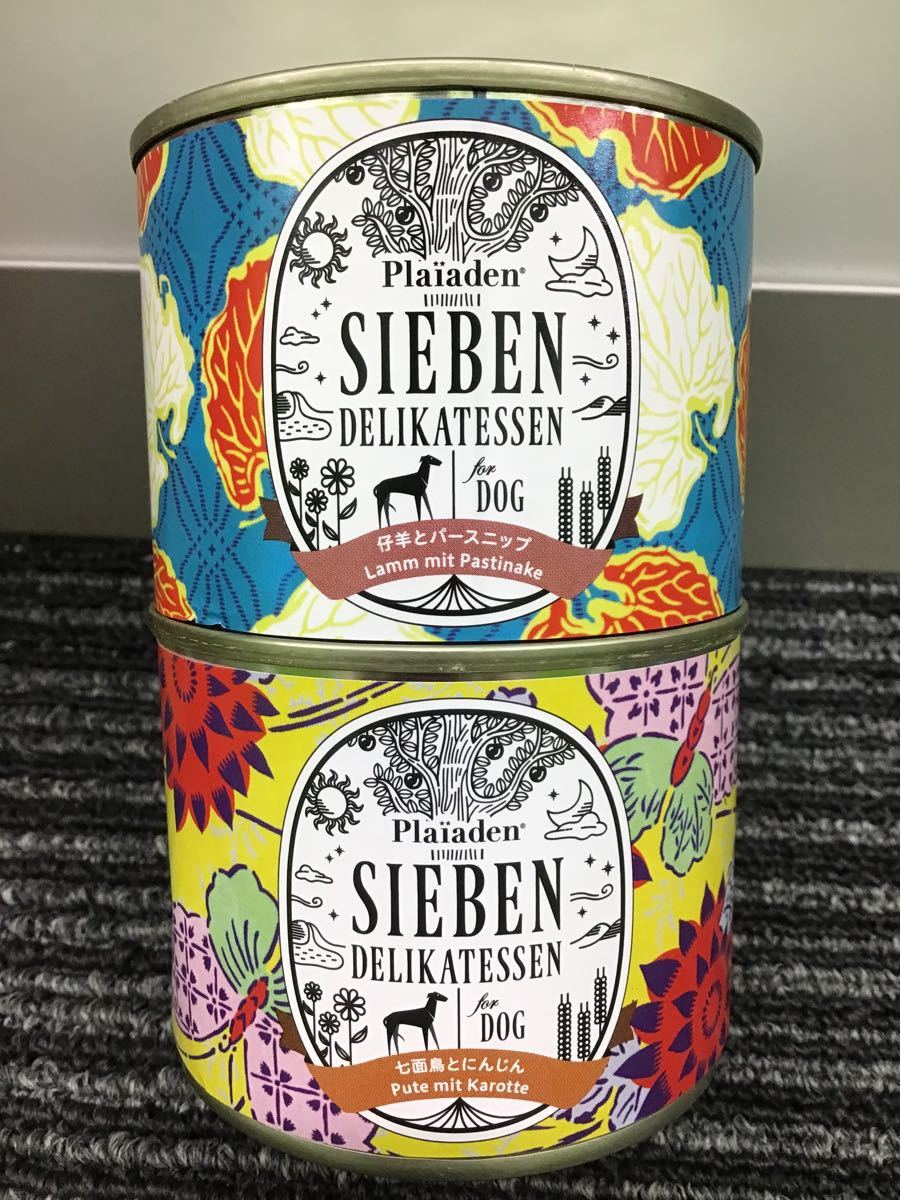 Plaïaden®
SIEBEN
DELIKATESSEN
for
DOG
仔羊とパースニップ
Lamm mit Pastinake
Plaïaden®
SIEBEN
DELIKATESSEN
for
DOG
七面鳥とにんじん
Pute mit Karotte